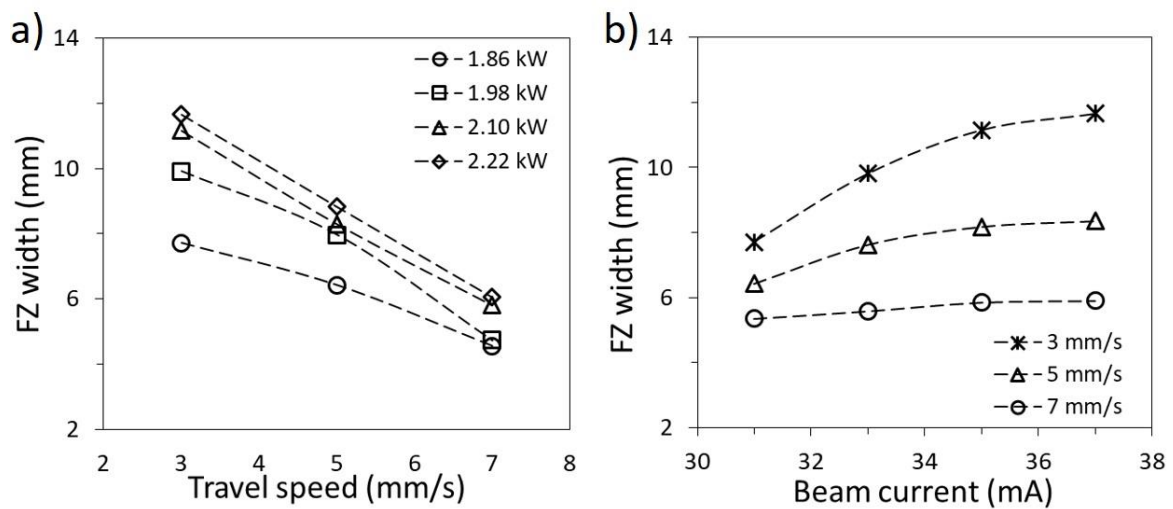 a)
14
10
6
2
FZ width (mm)
2 3 4 5 6 7 8
Travel speed (mm/s)
1.86 kW
1.98 kW
2.10 kW
2.22 kW
b)
14
10
6
2
FZ width (mm)
30 32 34 36 38
Beam current (mA)
3 mm/s
5 mm/s
7 mm/s